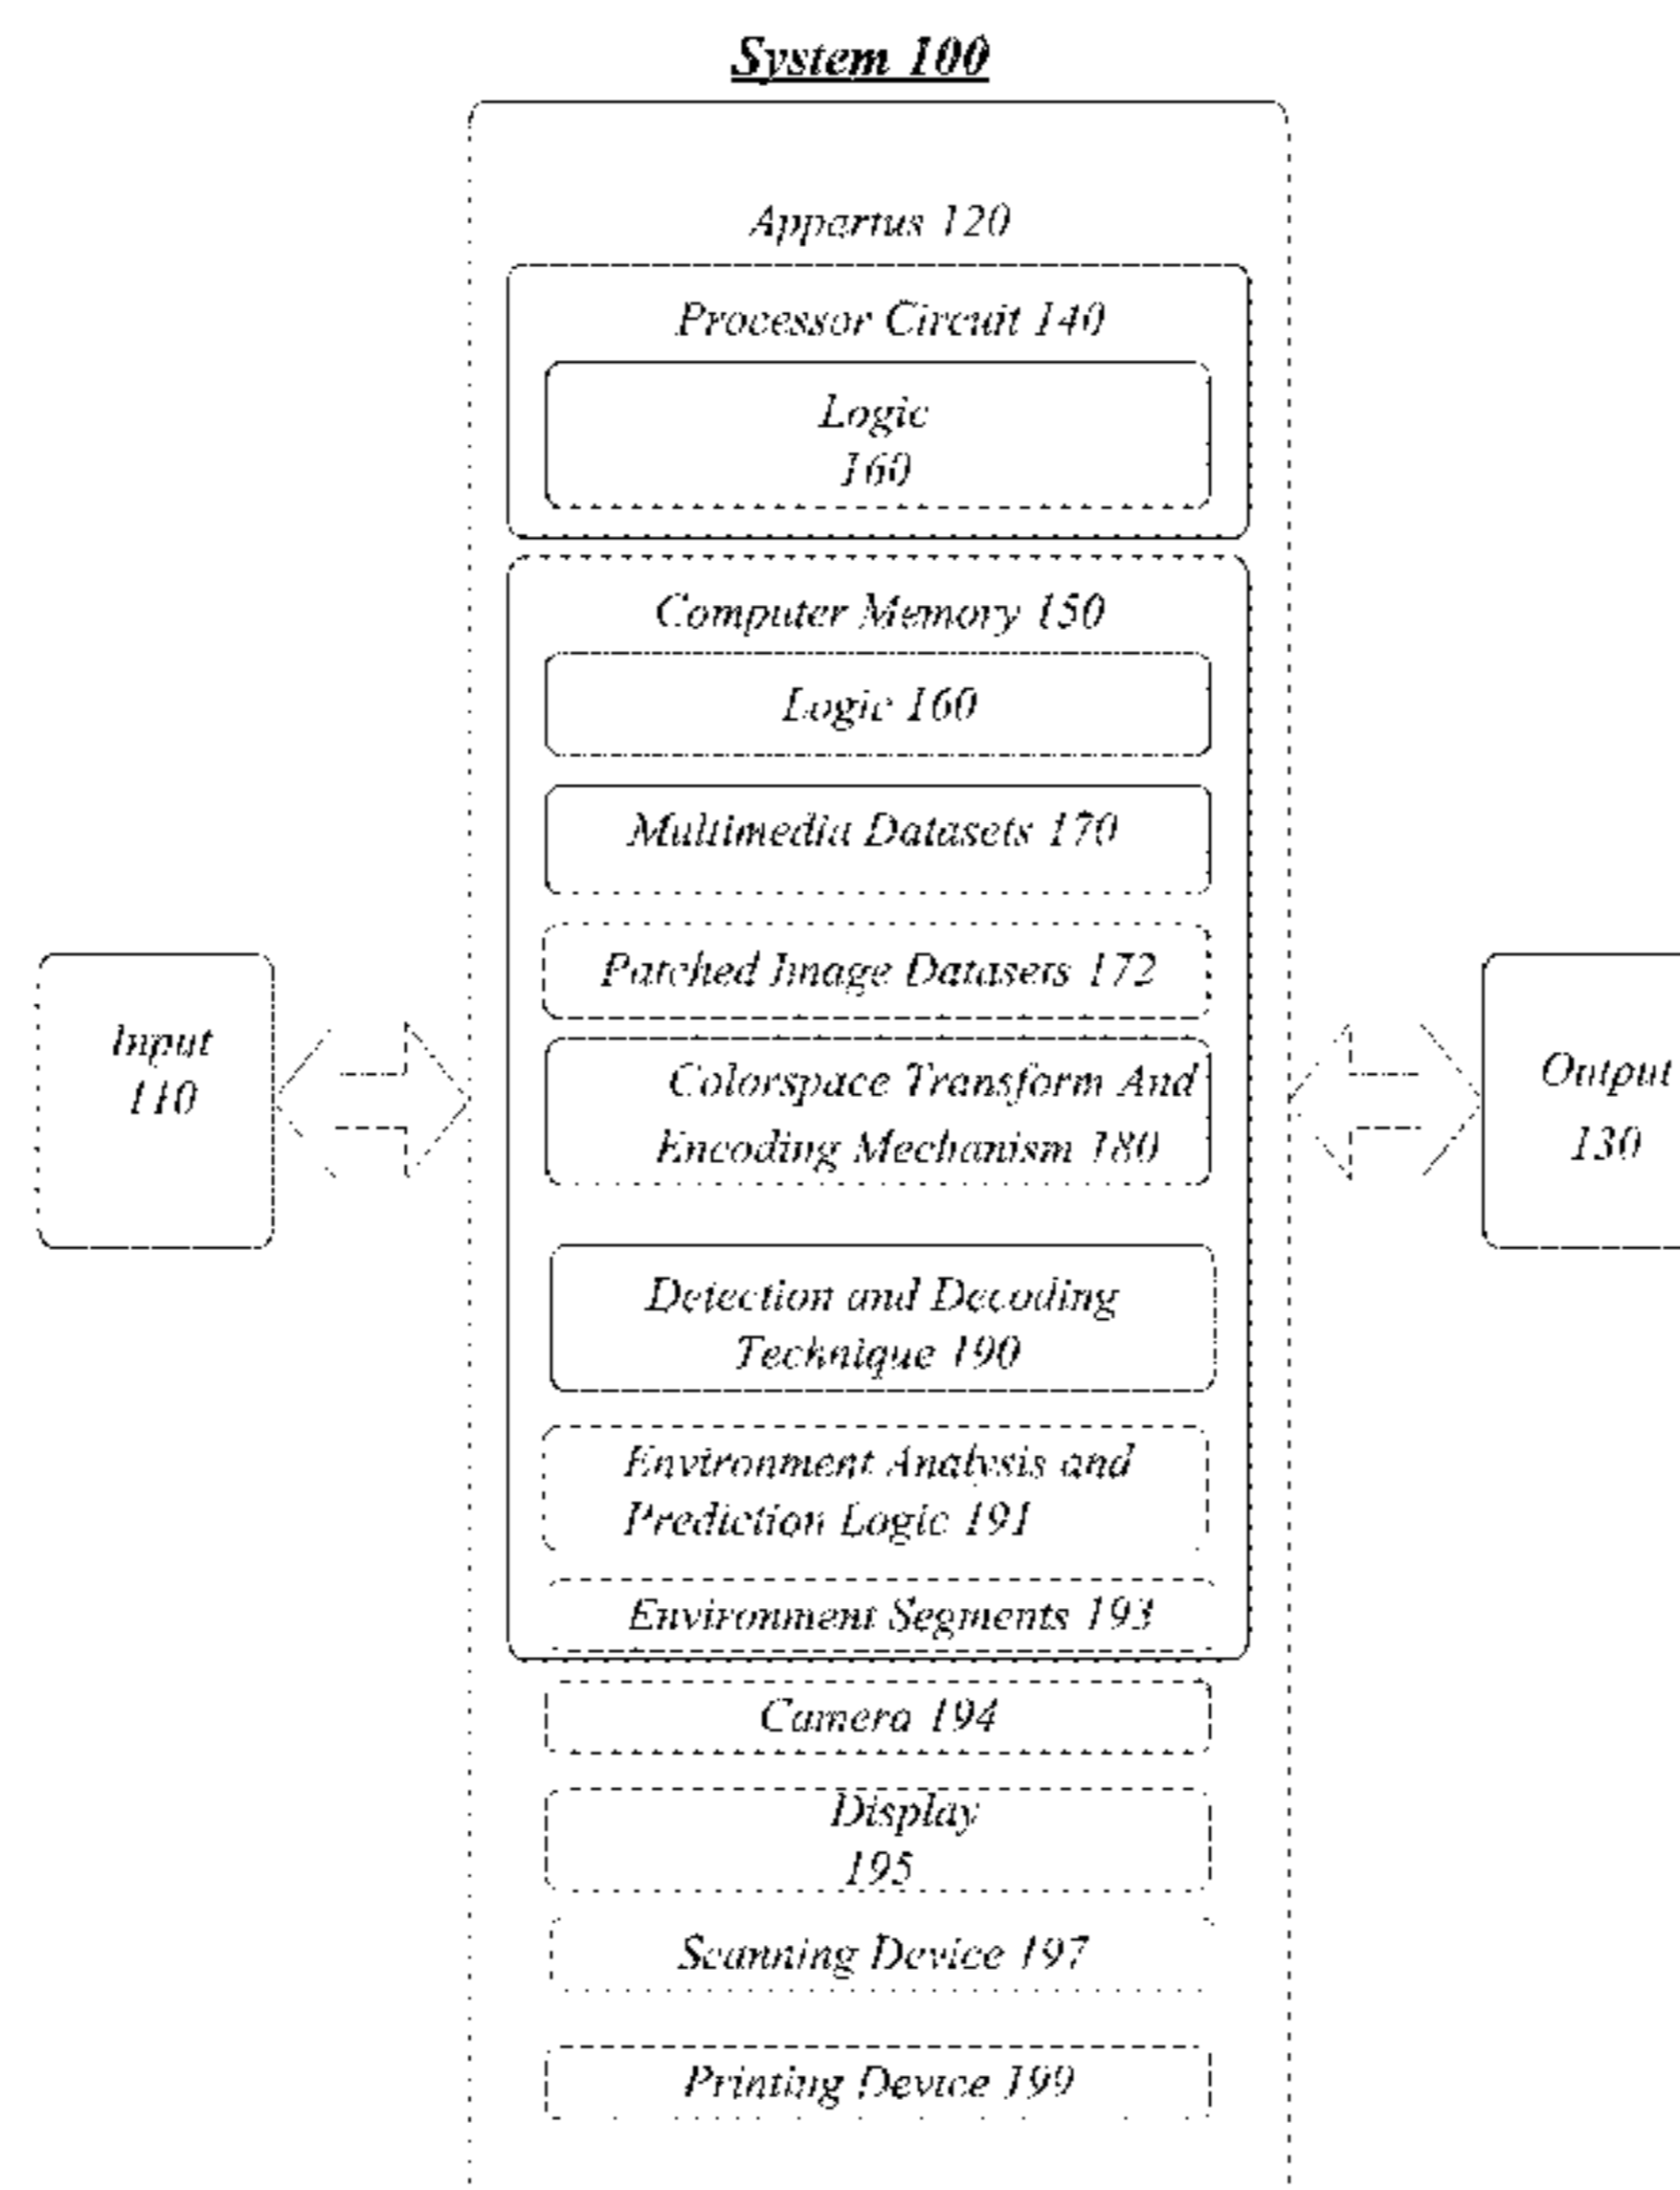 System 100
Appartus 120
Processor Circuit 140
Logic
160
Computer Memory 150
Logic 160
Multimedia Datasets 170
Patched Image Datasets 172
Input
110
Colorspace Transform And
Encoding Mechanism 180
Output
130
Detection and Decoding
Technique 190
Environment Analysis and
Prediction Logic 191
Environment Segments 193
Camera 194
Display
195
Scanning Device 197
Printing Device 199